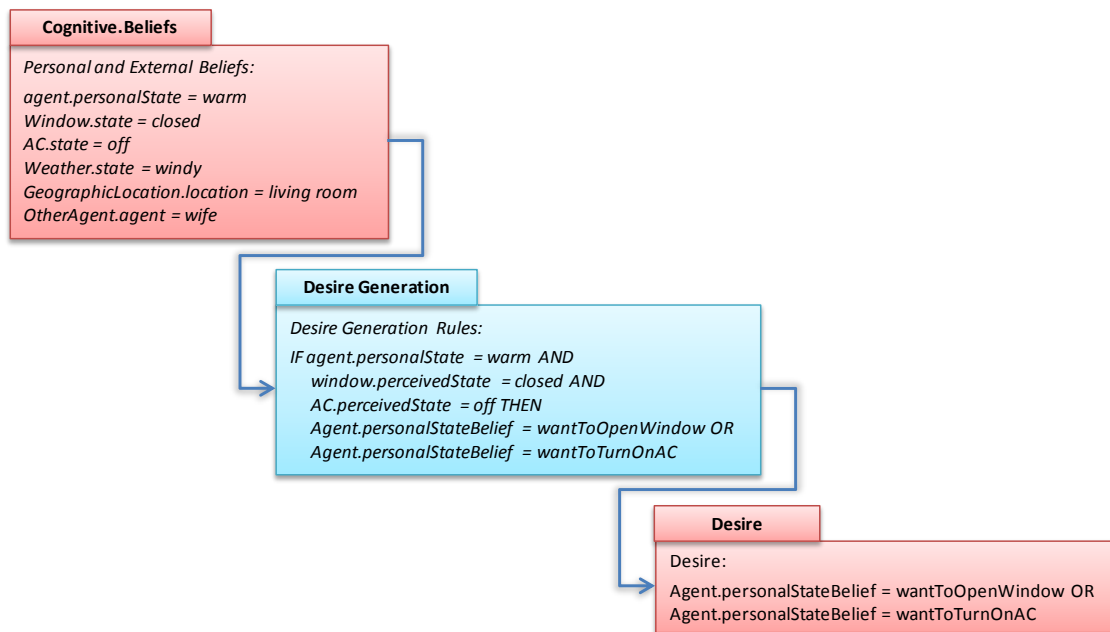 Cognitive.Beliefs
Personal and External Beliefs:
agent.personalState = warm
Window.state = closed
AC.state = off
Weather.state = windy
GeographicLocation.location = living room
OtherAgent.agent = wife
Desire Generation
Desire Generation Rules:
IF agent.personalState = warm AND
window.perceivedState = closed AND
AC.perceivedState = off THEN
Agent.personalStateBelief = wantToOpenWindow OR
Agent.personalStateBelief = wantToTurnOnAC
Desire
Desire:
Agent.personalStateBelief = wantToOpenWindow OR
Agent.personalStateBelief = wantToTurnOnAC